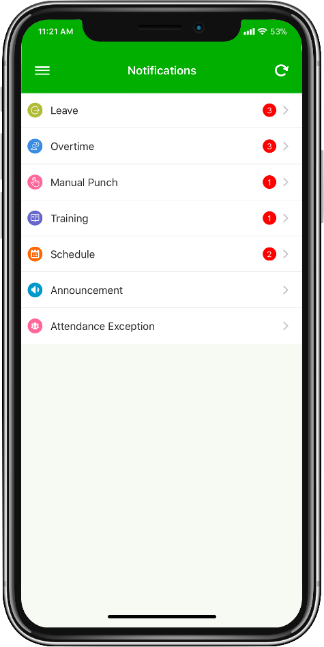 11:21 AM 53%
Notifications
Leave 3
Overtime 3
Manual Punch 1
Training 1
Schedule 2
Announcement
Attendance Exception